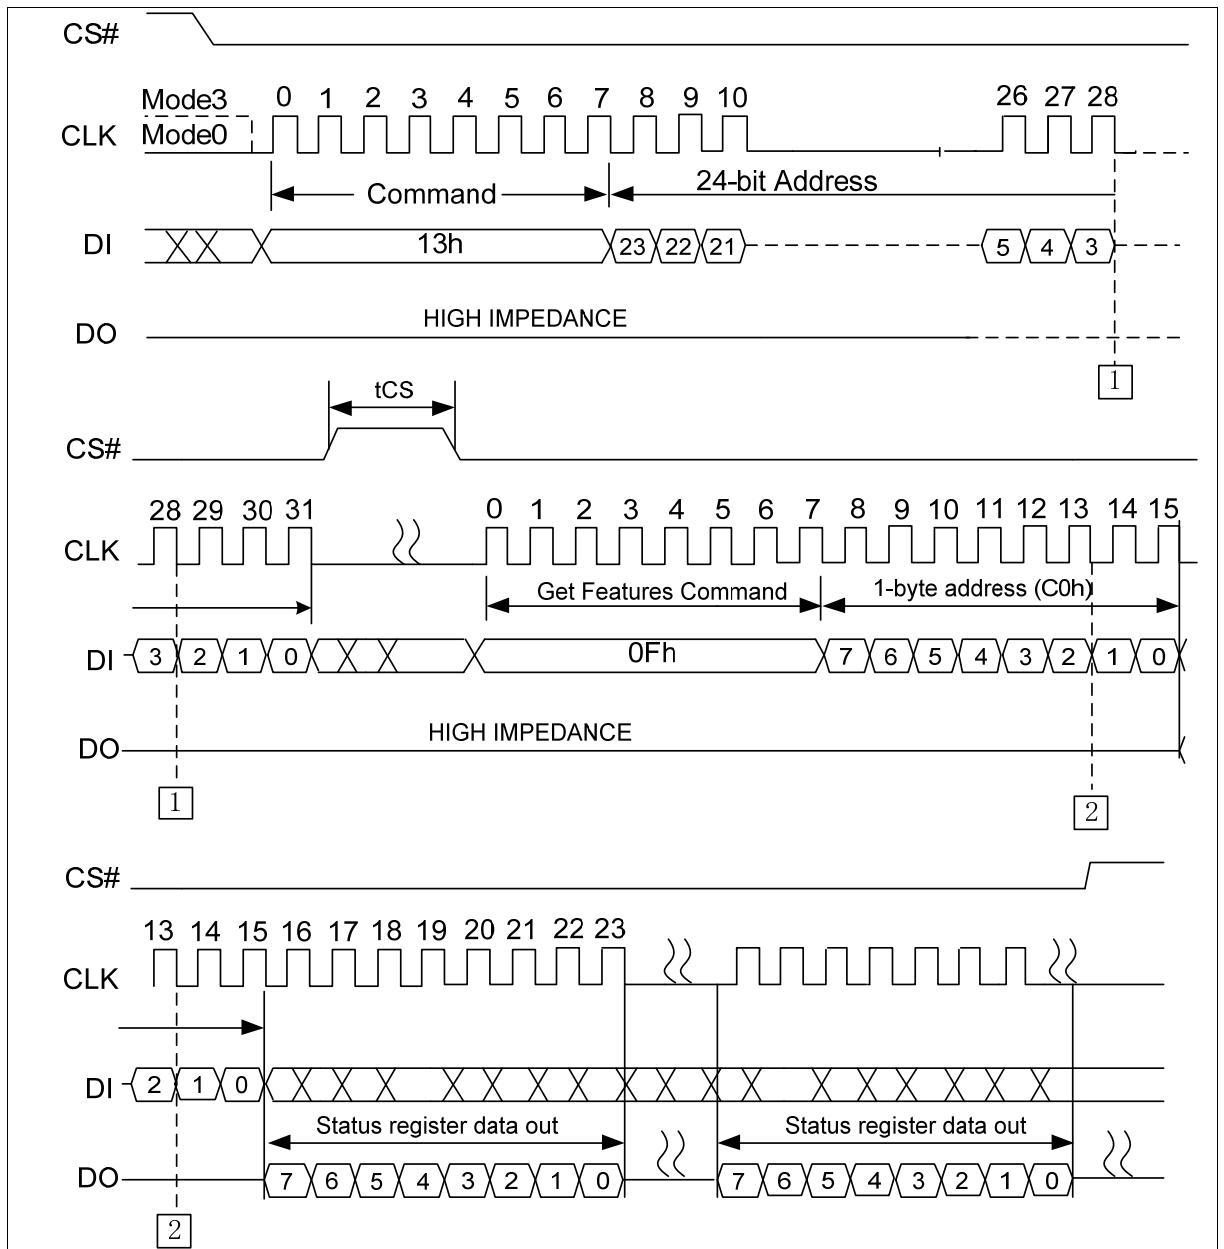 CS#
Mode3
0 1 2 3 4 5 6 7 8 9 10 26 27 28
CLK
Mode0
Command
24-bit Address
DI
13h
23 22 21 5 4 3
HIGH IMPEDANCE
DO
1
tCS
CS#
28 29 30 31 0 1 2 3 4 5 6 7 8 9 10 11 12 13 14 15
CLK
Get Features Command
1-byte address (C0h)
DI
3 2 1 0
0Fh
7 6 5 4 3 2 1 0
HIGH IMPEDANCE
DO
1
2
CS#
13 14 15 16 17 18 19 20 21 22 23
CLK
DI
2 1 0
Status register data out
Status register data out
DO
7 6 5 4 3 2 1 0
7 6 5 4 3 2 1 0
2